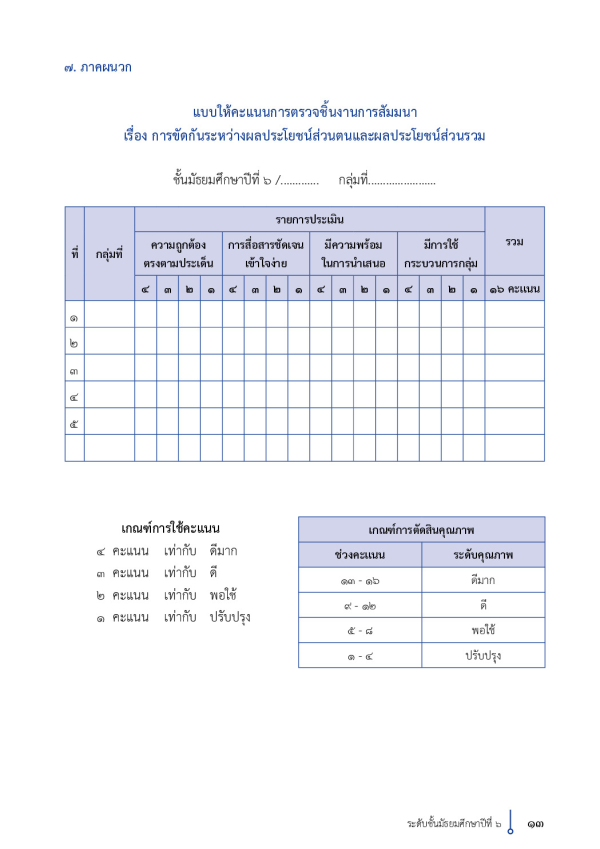 ๗. ภาคผนวก
แบบให้คะแนนการตรวจชิ้นงานการสัมมนา
เรื่อง การขัดกันระหว่างผลประโยชน์ส่วนตนและผลประโยชน์ส่วนรวม
ชั้นมัธยมศึกษาปีที่ ๖ /............. กลุ่มที่.......................
ที่ กลุ่มที่ รายการประเมิน รวม
ความถูกต้อง การสื่อสารชัดเจน มีความพร้อม มีการใช้
ตรงตามประเด็น เข้าใจง่าย ในการนำเสนอ กระบวนการกลุ่ม
๔ ๓ ๒ ๑ ๔ ๓ ๒ ๑ ๔ ๓ ๒ ๑ ๔ ๓ ๒ ๑ ๑๖ คะแนน
๑
๒
๓
๔
๕
เกณฑ์การใช้คะแนน
๔ คะแนน เท่ากับ ดีมาก
๓ คะแนน เท่ากับ ดี
๒ คะแนน เท่ากับ พอใช้
๑ คะแนน เท่ากับ ปรับปรุง
เกณฑ์การตัดสินคุณภาพ
ช่วงคะแนน ระดับคุณภาพ
๑๓ - ๑๖ ดีมาก
๙ - ๑๒ ดี
๕ - ๘ พอใช้
๑ - ๔ ปรับปรุง
ระดับชั้นมัธยมศึกษาปีที่ ๖ ๑๓